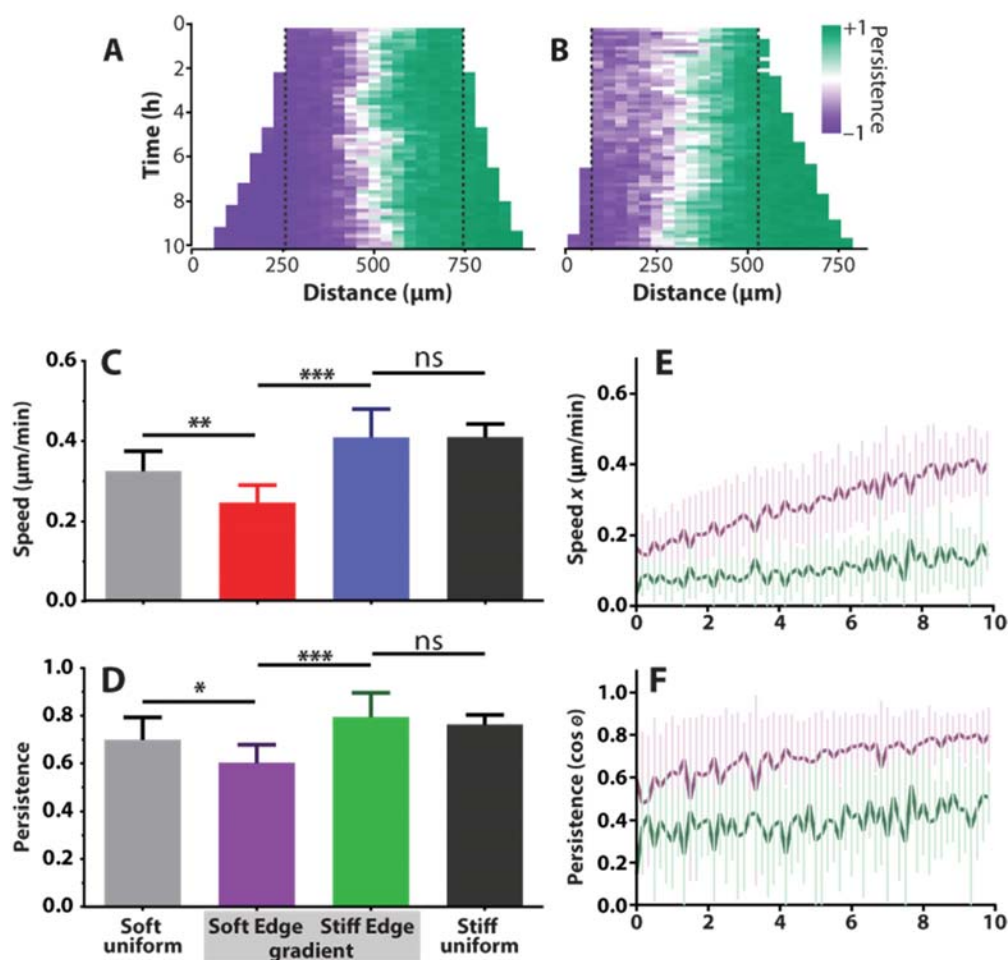 A
B
Time (h)
0
2
4
6
8
10
0
250
500
750
Distance (µm)
0
250
500
750
Distance (µm)
+1
−1
Persistence
C
Speed (µm/min)
0.6
0.4
0.2
0.0
**
***
ns
D
Persistence
1.0
0.8
0.6
0.4
0.2
0.0
*
***
ns
Soft uniform
Soft Edge
Stiff Edge
gradient
Stiff uniform
E
Speed x (µm/min)
0.6
0.4
0.2
0.0
0
2
4
6
8
10
F
Persistence (cos ө)
1.0
0.8
0.6
0.4
0.2
0.0
0
2
4
6
8
10